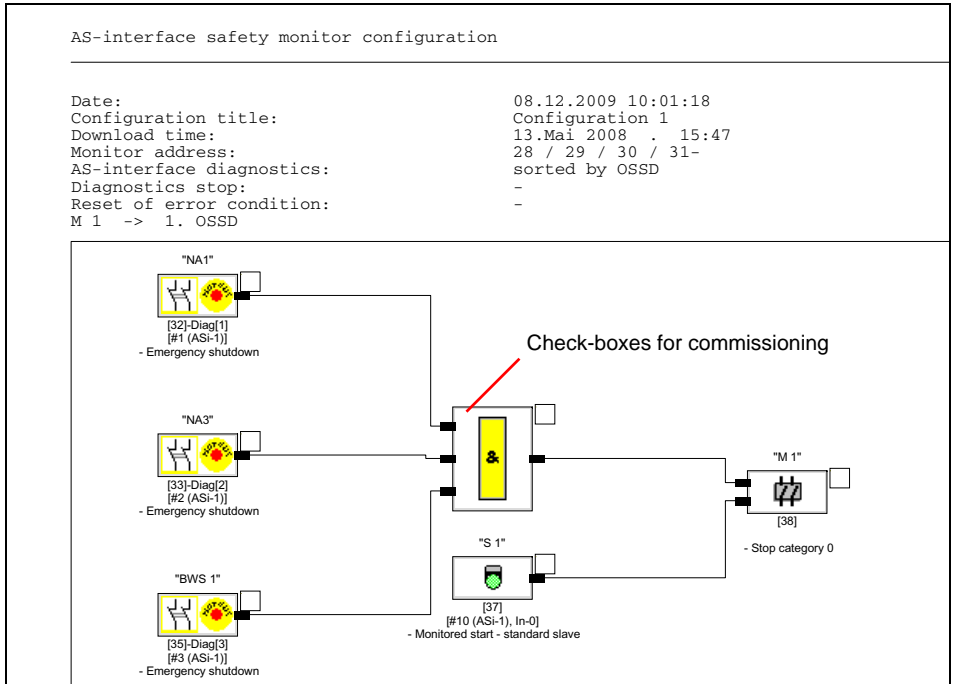 AS-interface safety monitor configuration
Date: 08.12.2009 10:01:18
Configuration title: Configuration 1
Download time: 13.Mai 2008 . 15:47
Monitor address: 28 / 29 / 30 / 31-
AS-interface diagnostics: sorted by OSSD
Diagnostics stop: -
Reset of error condition: -
M 1 -> 1. OSSD
"NA1"
[32]-Diag[1]
[#1 (ASi-1)]
- Emergency shutdown
Check-boxes for commissioning
"NA3"
[33]-Diag[2]
[#2 (ASi-1)]
- Emergency shutdown
&
"M 1"
[38]
- Stop category 0
"S 1"
[37]
[#10 (ASi-1), In-0]
- Monitored start - standard slave
"BWS 1"
[35]-Diag[3]
[#3 (ASi-1)]
- Emergency shutdown